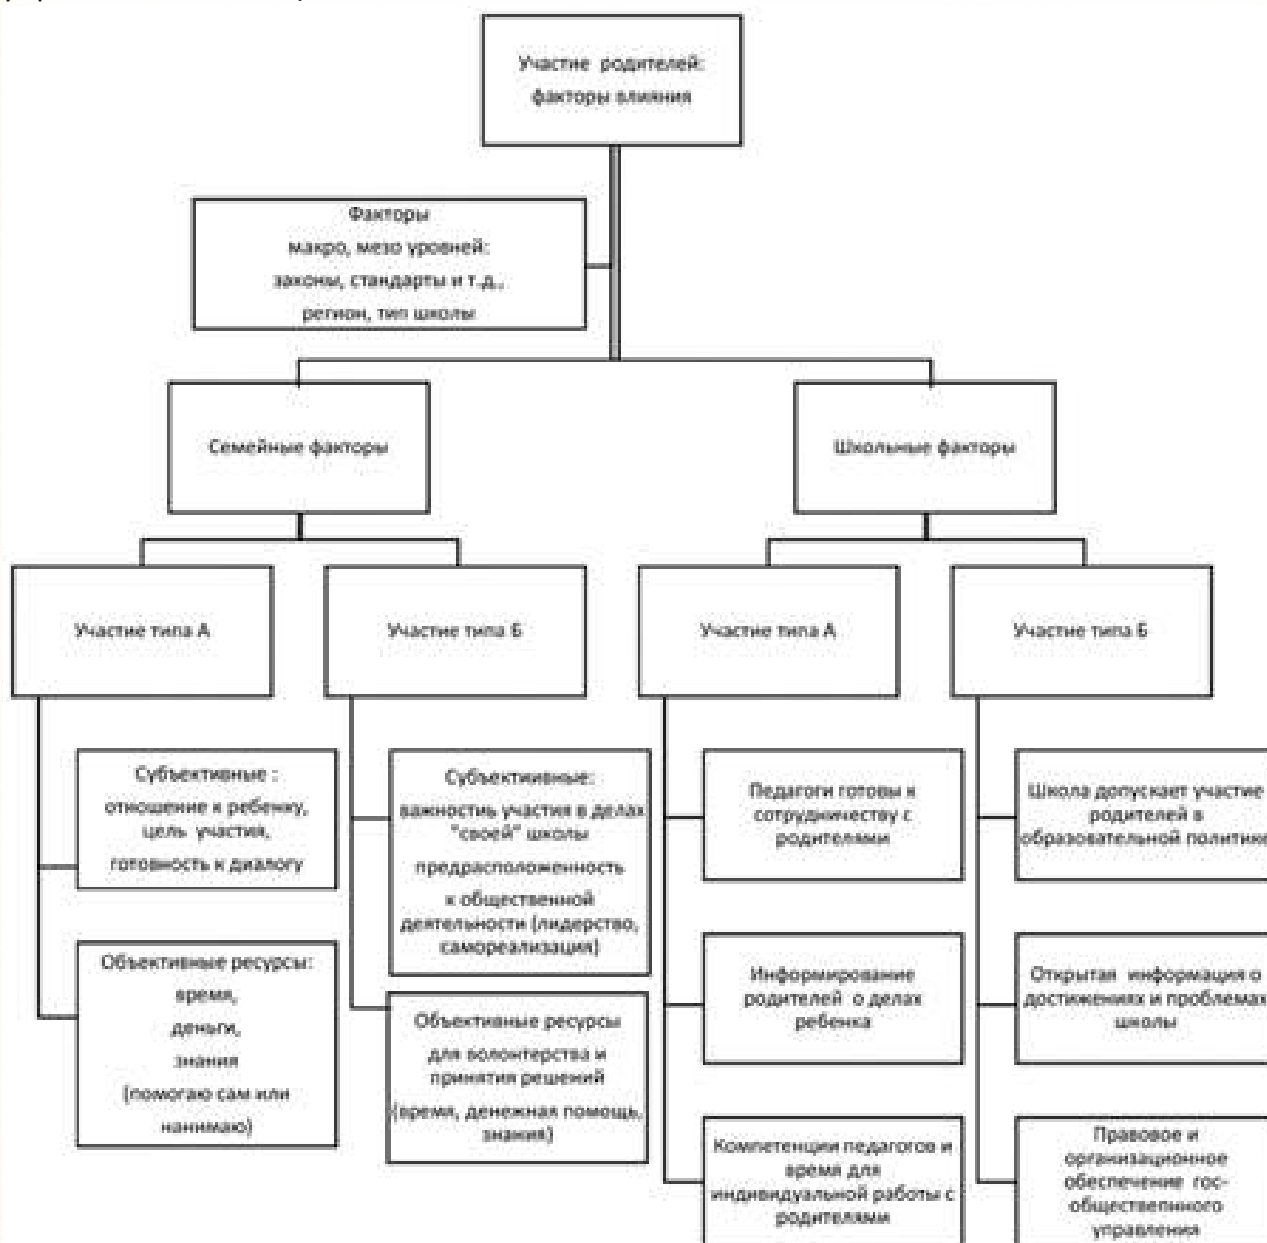 Участие родителей:
факторы влияния
Факторы
макро, мезо уровней:
законы, стандарты и т.д.,
регион, тип школы
Семейные факторы
Школьные факторы
Участие типа А
Участие типа Б
Участие типа А
Участие типа Б
Субъективные :
отношение к ребенку,
цель участия,
готовность к диалогу
Объективные ресурсы:
время,
деньги,
знания
(помогаю сам или
нанимаю)
Субъектиивные:
важностиь участия в делах
"своей" школы
предрасположенность
к общественной
деятельности (лидерство,
самореализация)
Объективные ресурсы
для волонтерства и
принятия решений
(время, денежная помощь,
знания)
Педагоги готовы к
сотрудничеству с
родителями
Информирование
родителей о делах
ребенка
Компетенции педагогов и
время для
индивидуальной работы с
родителями
Школа допускает участие
родителей в
образовательной политике
Открытая информация о
достижениях и проблемах
школы
Правовое и
организационное
обеспечение гос-
общественного
управления